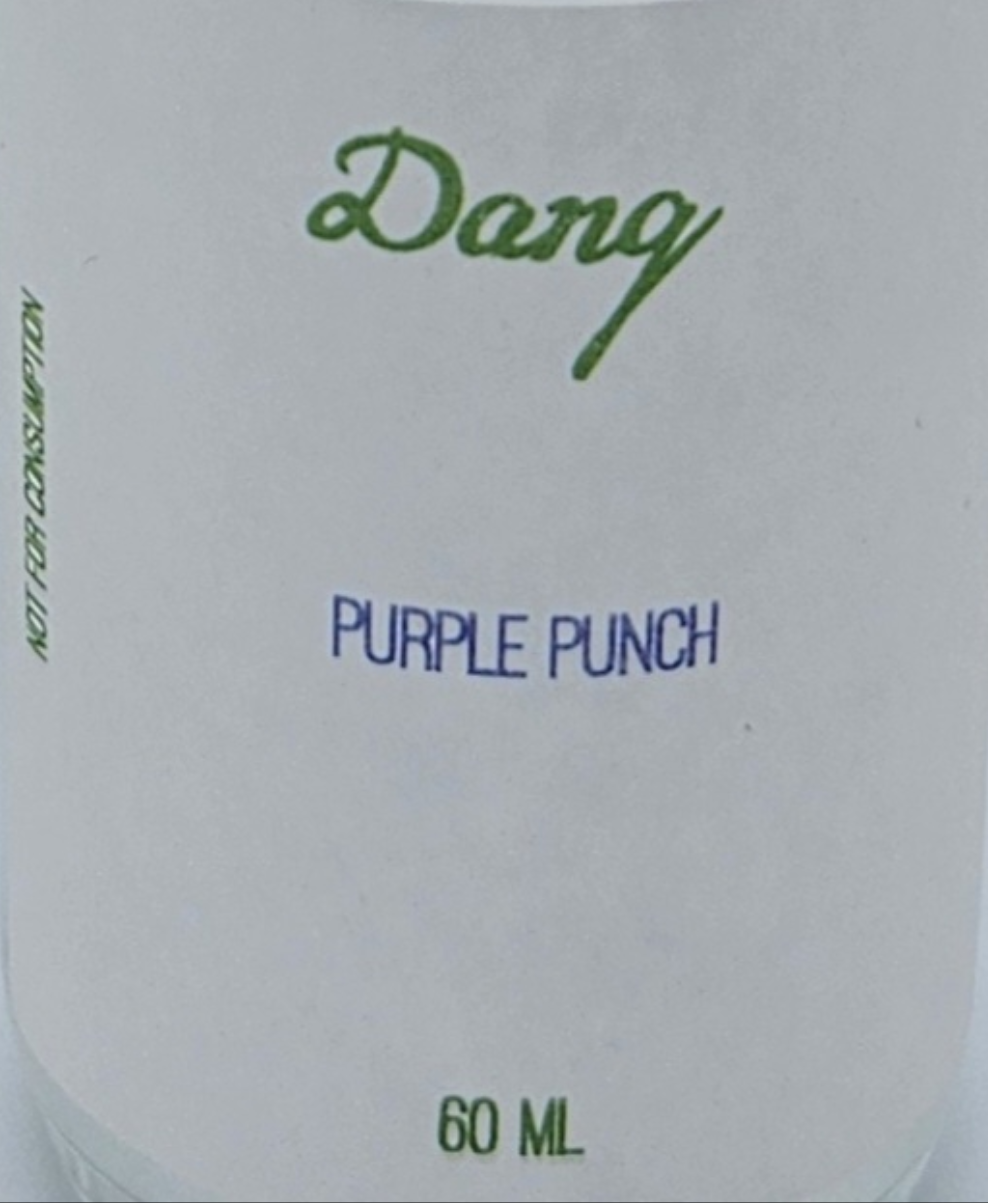 Dang
NOT FOR CONSUMPTION
PURPLE PUNCH
60 ML